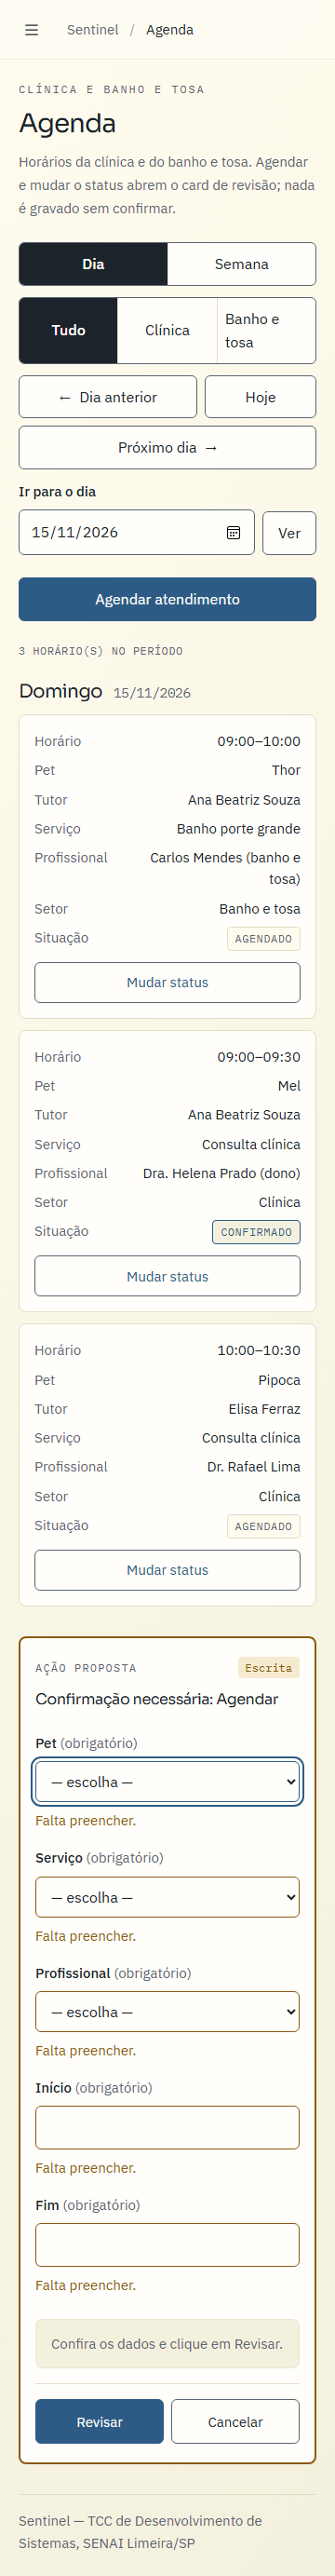 Sentinel / Agenda
CLÍNICA E BANHO E TOSA
Agenda
Horários da clínica e do banho e tosa. Agendar
e mudar o status abrem o card de revisão; nada
é gravado sem confirmar.
Dia Semana
Tudo Clínica Banho e
tosa
← Dia anterior Hoje
Próximo dia →
Ir para o dia
15/11/2026 Ver
Agendar atendimento
3 HORÁRIO(S) NO PERÍODO
Domingo 15/11/2026
Horário 09:00–10:00
Pet Thor
Tutor Ana Beatriz Souza
Serviço Banho porte grande
Profissional Carlos Mendes (banho e
tosa)
Setor Banho e tosa
Situação AGENDADO
Mudar status
Horário 09:00–09:30
Pet Mel
Tutor Ana Beatriz Souza
Serviço Consulta clínica
Profissional Dra. Helena Prado (dono)
Setor Clínica
Situação CONFIRMADO
Mudar status
Horário 10:00–10:30
Pet Pipoca
Tutor Elisa Ferraz
Serviço Consulta clínica
Profissional Dr. Rafael Lima
Setor Clínica
Situação AGENDADO
Mudar status
AÇÃO PROPOSTA Escrita
Confirmação necessária: Agendar
Pet (obrigatório)
— escolha —
Falta preencher.
Serviço (obrigatório)
— escolha —
Falta preencher.
Profissional (obrigatório)
— escolha —
Falta preencher.
Início (obrigatório)
Falta preencher.
Fim (obrigatório)
Falta preencher.
Confira os dados e clique em Revisar.
Revisar Cancelar
Sentinel — TCC de Desenvolvimento de
Sistemas, SENAI Limeira/SP